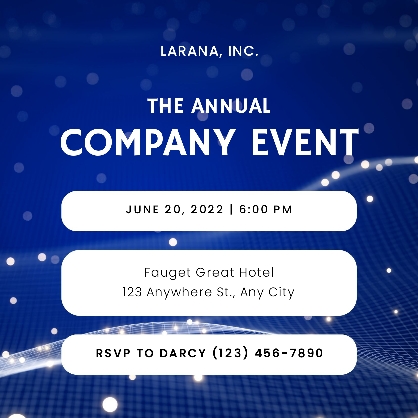 LARANA, INC.
THE ANNUAL
COMPANY EVENT
JUNE 20, 2022 | 6:00 PM
Fauget Great Hotel
123 Anywhere St., Any City
RSVP TO DARCY (123) 456-7890